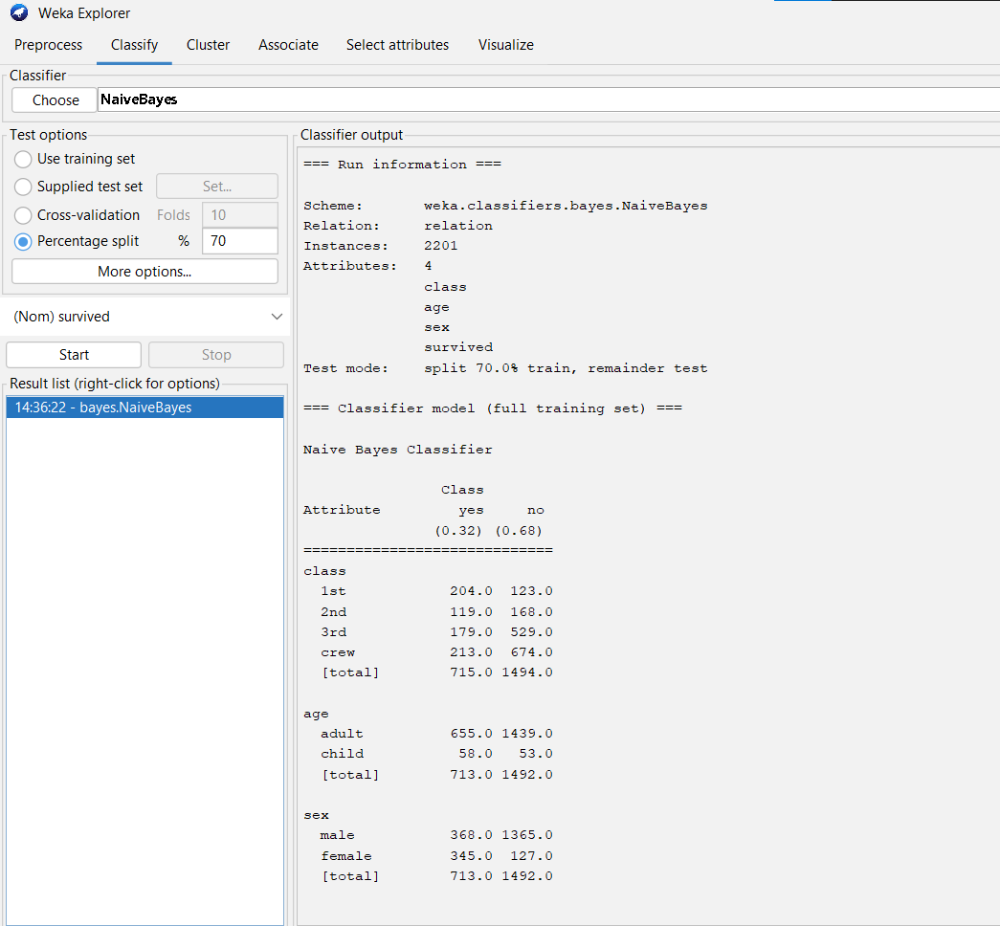 Weka Explorer
Preprocess Classify Cluster Associate Select attributes Visualize
Classifier
Choose NaiveBayes
Test options
Use training set
Supplied test set Set...
Cross-validation Folds 10
Percentage split % 70
More options...
(Nom) survived
Start Stop
Result list (right-click for options)
14:36:22 - bayes.NaiveBayes
Classifier output
=== Run information ===
Scheme: weka.classifiers.bayes.NaiveBayes
Relation: relation
Instances: 2201
Attributes: 4
class
age
sex
survived
Test mode: split 70.0% train, remainder test
=== Classifier model (full training set) ===
Naive Bayes Classifier
Class
Attribute yes no
(0.32) (0.68)
=============================
class
1st 204.0 123.0
2nd 119.0 168.0
3rd 179.0 529.0
crew 213.0 674.0
[total] 715.0 1494.0
age
adult 655.0 1439.0
child 58.0 53.0
[total] 713.0 1492.0
sex
male 368.0 1365.0
female 345.0 127.0
[total] 713.0 1492.0